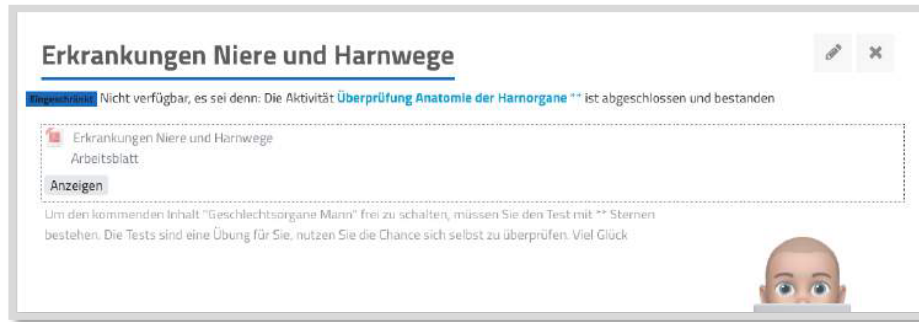 Erkrankungen Niere und Harnwege
Eingeschränkt Nicht verfügbar, es sei denn: Die Aktivität Überprüfung Anatomie der Harnorgane ** ist abgeschlossen und bestanden
Erkrankungen Niere und Harnwege
Arbeitsblatt
Anzeigen
Um den kommenden Inhalt "Geschlechtsorgane Mann" frei zu schalten, müssen Sie den Test mit ** Sternen
bestehen. Die Tests sind eine Übung für Sie, nutzen Sie die Chance sich selbst zu überprüfen. Viel Glück